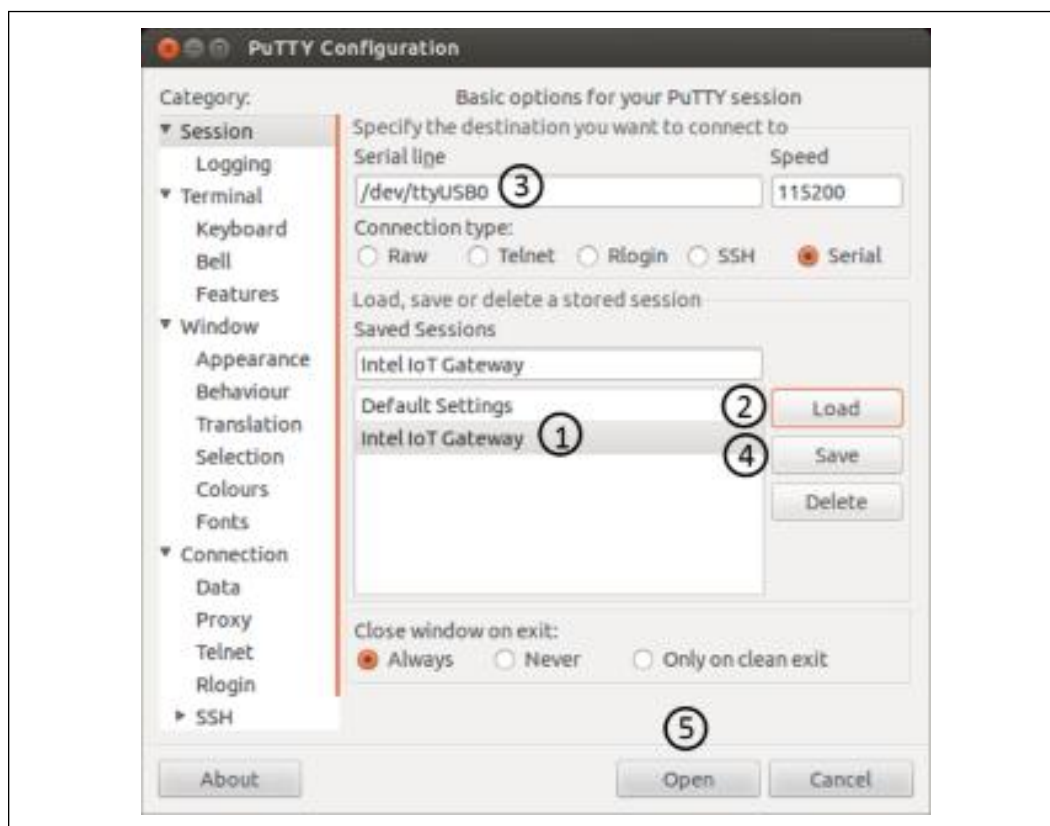 PuTTY Configuration
Category:
Basic options for your PuTTY session
Session
Logging
Terminal
Keyboard
Bell
Features
Window
Appearance
Behaviour
Translation
Selection
Colours
Fonts
Connection
Data
Proxy
Telnet
Rlogin
SSH
Specify the destination you want to connect to
Serial line Speed
/dev/ttyUSB0 3 115200
Connection type:
Raw Telnet Rlogin SSH Serial
Load, save or delete a stored session
Saved Sessions
Intel IoT Gateway
Default Settings 2 Load
Intel IoT Gateway 1 4 Save
Delete
Close window on exit:
Always Never Only on clean exit
5
About Open Cancel